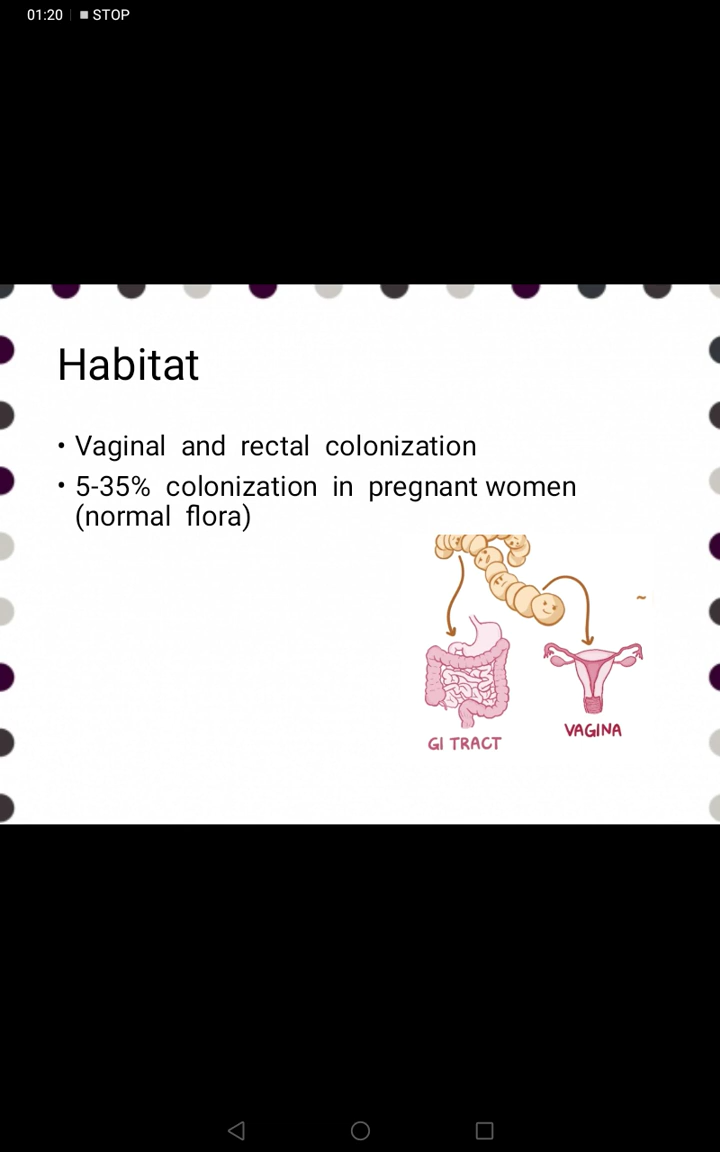 01:20 STOP
Habitat
• Vaginal and rectal colonization
• 5-35% colonization in pregnant women
(normal flora)
~
GI TRACT
VAGINA